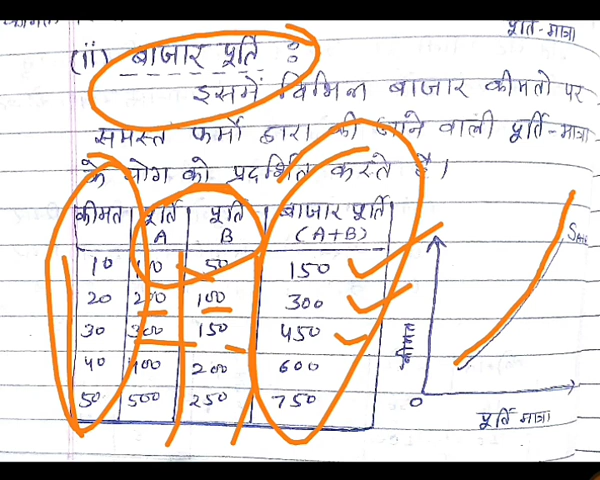 पूर्ति-मात्रा
(ii) बाजार पूर्ति :
इसमें विभिन्न बाजार कीमतो पर
समस्त फर्मो द्वारा की जाने वाली पूर्ति-मात्रा
के योग को प्रदर्शित करते है।
कीमत पूर्ति A पूर्ति B बाजार पूर्ति (A+B)
10 100 50 150
20 200 100 300
30 300 150 450
40 400 200 600
50 500 250 750
कीमत
0
पूर्ति मात्रा